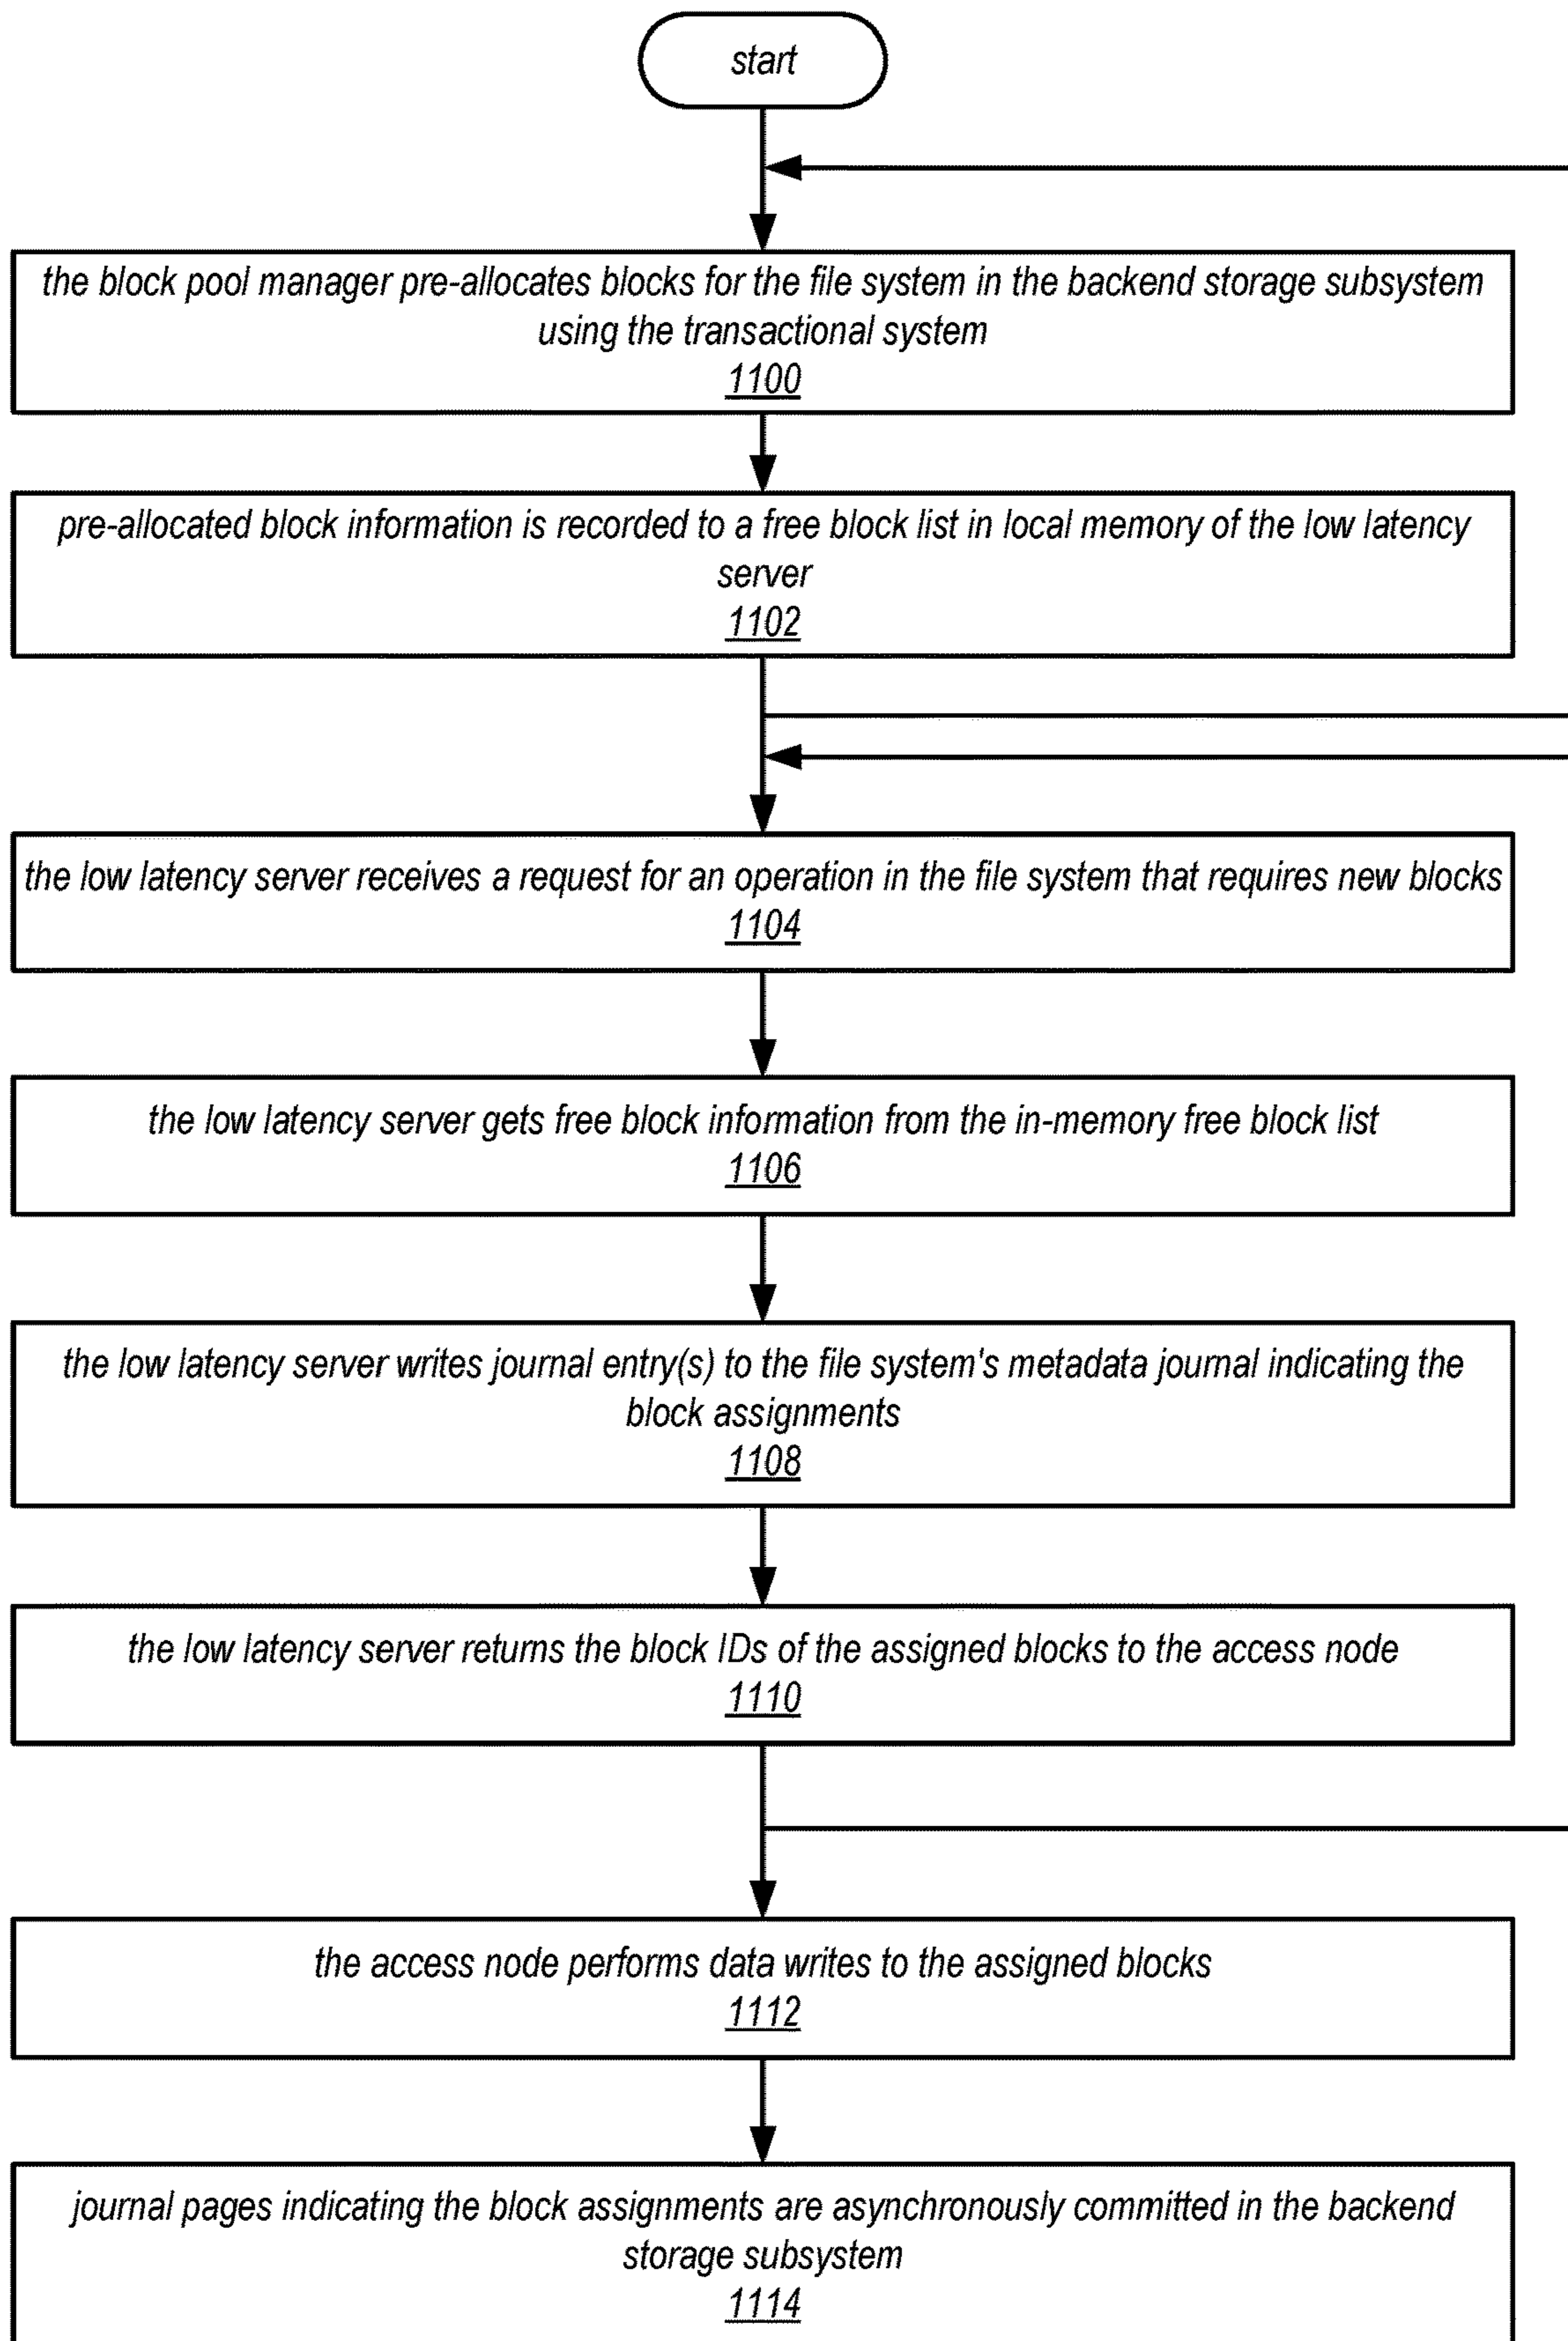 start
the block pool manager pre-allocates blocks for the file system in the backend storage subsystem
using the transactional system
1100
pre-allocated block information is recorded to a free block list in local memory of the low latency
server
1102
the low latency server receives a request for an operation in the file system that requires new blocks
1104
the low latency server gets free block information from the in-memory free block list
1106
the low latency server writes journal entry(s) to the file system's metadata journal indicating the
block assignments
1108
the low latency server returns the block IDs of the assigned blocks to the access node
1110
the access node performs data writes to the assigned blocks
1112
journal pages indicating the block assignments are asynchronously committed in the backend
storage subsystem
1114